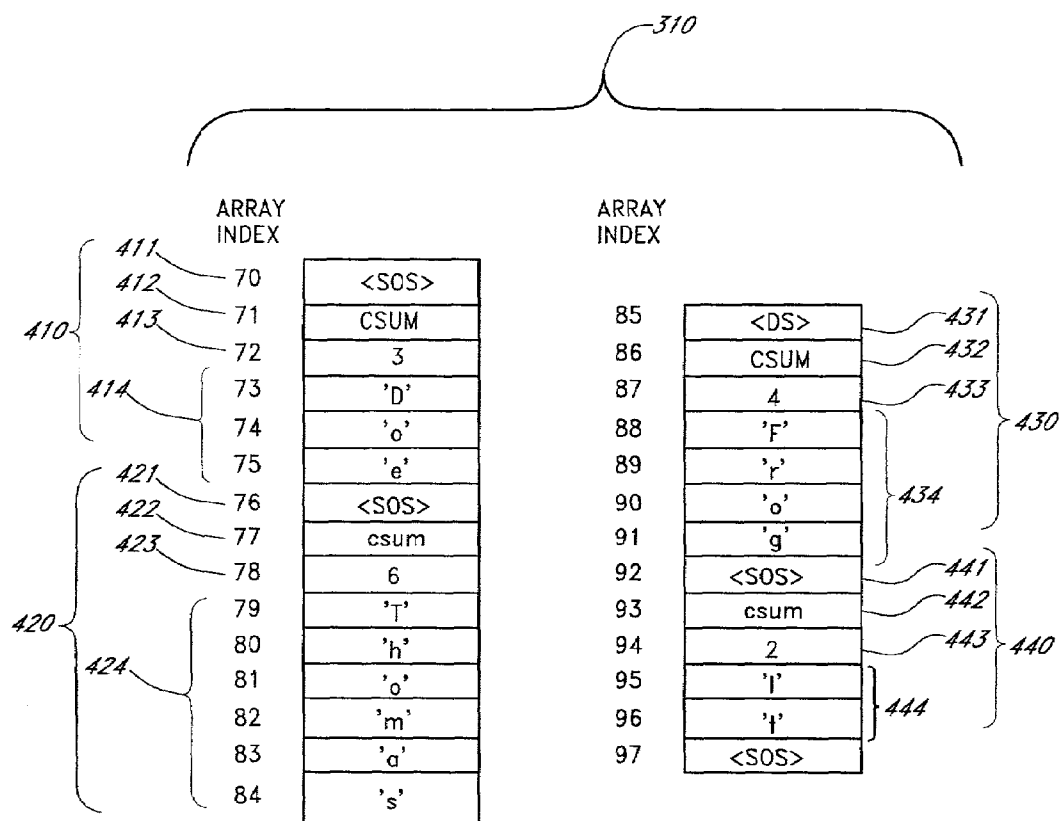 310
ARRAY
INDEX
410
411 70 <SOS>
412 71 CSUM
413 72 3
414 73 'D'
74 'o'
75 'e'
420
421 76 <SOS>
422 77 csum
423 78 6
424 79 'T'
80 'h'
81 'o'
82 'm'
83 'a'
84 's'
ARRAY
INDEX
85 <DS> 431
86 CSUM 432
87 4 433
430
88 'F'
89 'r'
90 'o'
91 'g'
434
92 <SOS> 441
93 csum 442
94 2 443
440
95 'I'
96 't'
444
97 <SOS>